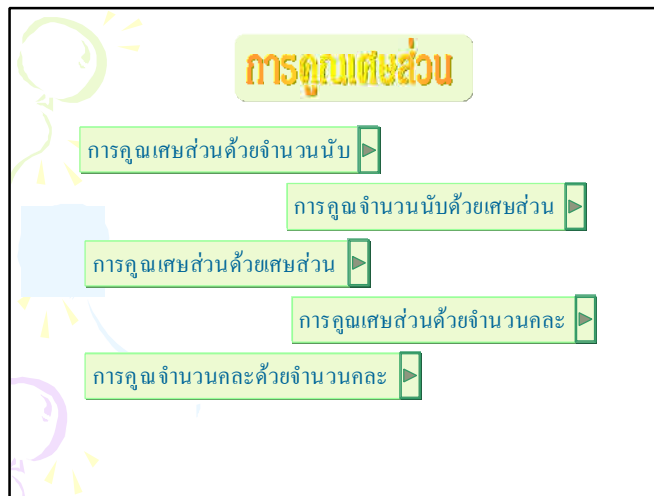 การคูณเศษส่วน
การคูณเศษส่วนด้วยจำนวนนับ
การคูณจำนวนนับด้วยเศษส่วน
การคูณเศษส่วนด้วยเศษส่วน
การคูณเศษส่วนด้วยจำนวนคละ
การคูณจำนวนคละด้วยจำนวนคละ